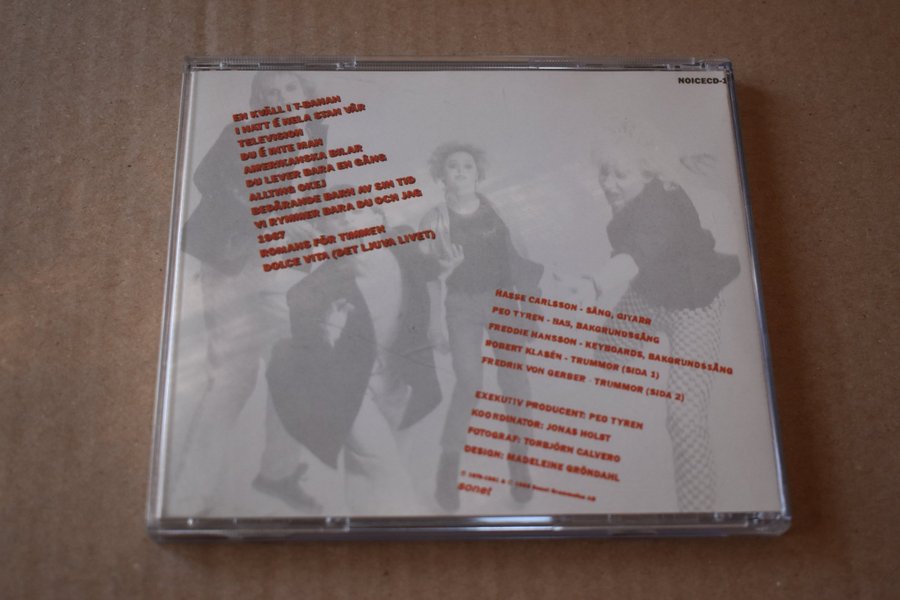 NOICECD-1
EN KVÄLL I T-BANAN
I NATT É HELA STAN VÅR
TELEVISION
DU É INTE MAN
AMERIKANSKA BILAR
DU LEVER BARA EN GÅNG
ALLTING OKEJ
BEDÅRANDE BARN AV SIN TID
VI RYMMER BARA DU OCH JAG
1987
ROMANS FÖR TIMMEN
DOLCE VITA (DET LJUVA LIVET)
HASSE CARLSSON - SÅNG, GITARR
PEO TYREN - BAS, BAKGRUNDSSÅNG
FREDDIE HANSSON - KEYBOARDS, BAKGRUNDSSÅNG
ROBERT KLASÉN - TRUMMOR (SIDA 1)
FREDRIK VON GERBER - TRUMMOR (SIDA 2)
EXEKUTIV PRODUCENT: PEO TYREN
KOORDINATOR: JONAS HOLST
FOTOGRAF: TORBJÖRN CALVERO
DESIGN: MADELEINE GRÖNDAHL
Sonet Grammofon AB
sonet